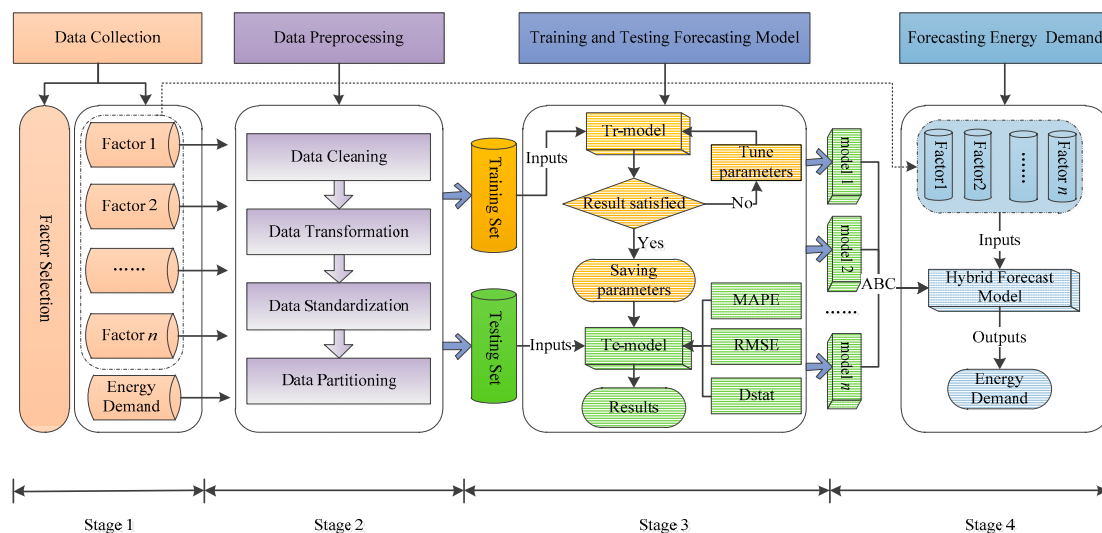 Data Collection
Data Preprocessing
Training and Testing Forecasting Model
Forecasting Energy Demand
Factor Selection
Factor 1
Factor 2
······
Factor n
Energy
Demand
Data Cleaning
Data Transformation
Data Standardization
Data Partitioning
Training Set
Testing Set
Inputs
Inputs
Tr-model
Tune
parameters
Result satisfied
No
Yes
Saving
parameters
Te-model
Results
MAPE
RMSE
Dstat
model 1
model 2
······
model n
ABC
Factor1
Factor2
······
Factor n
Inputs
Hybrid Forecast
Model
Outputs
Energy
Demand
Stage 1
Stage 2
Stage 3
Stage 4